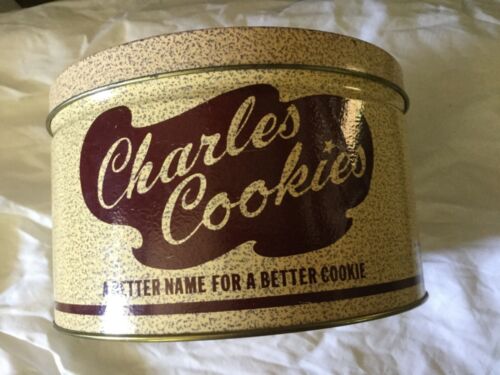 Charles
Cookies
A BETTER NAME FOR A BETTER COOKIE